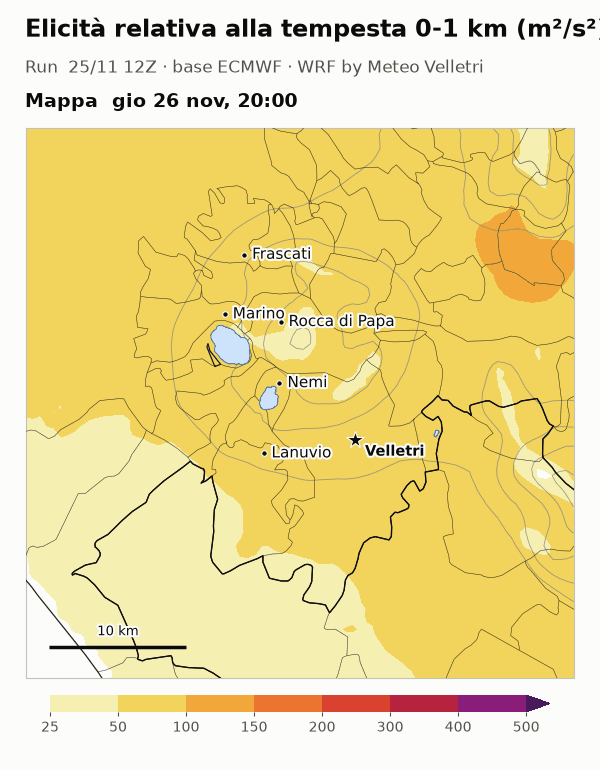 Elicità relativa alla tempesta 0-1 km (m²/s²)
Run  25/11 12Z · base ECMWF · WRF by Meteo Velletri
Mappa  gio 26 nov, 20:00
Frascati
Marino
Rocca di Papa
Nemi
Velletri
Lanuvio
10 km
25 50 100 150 200 300 400 500